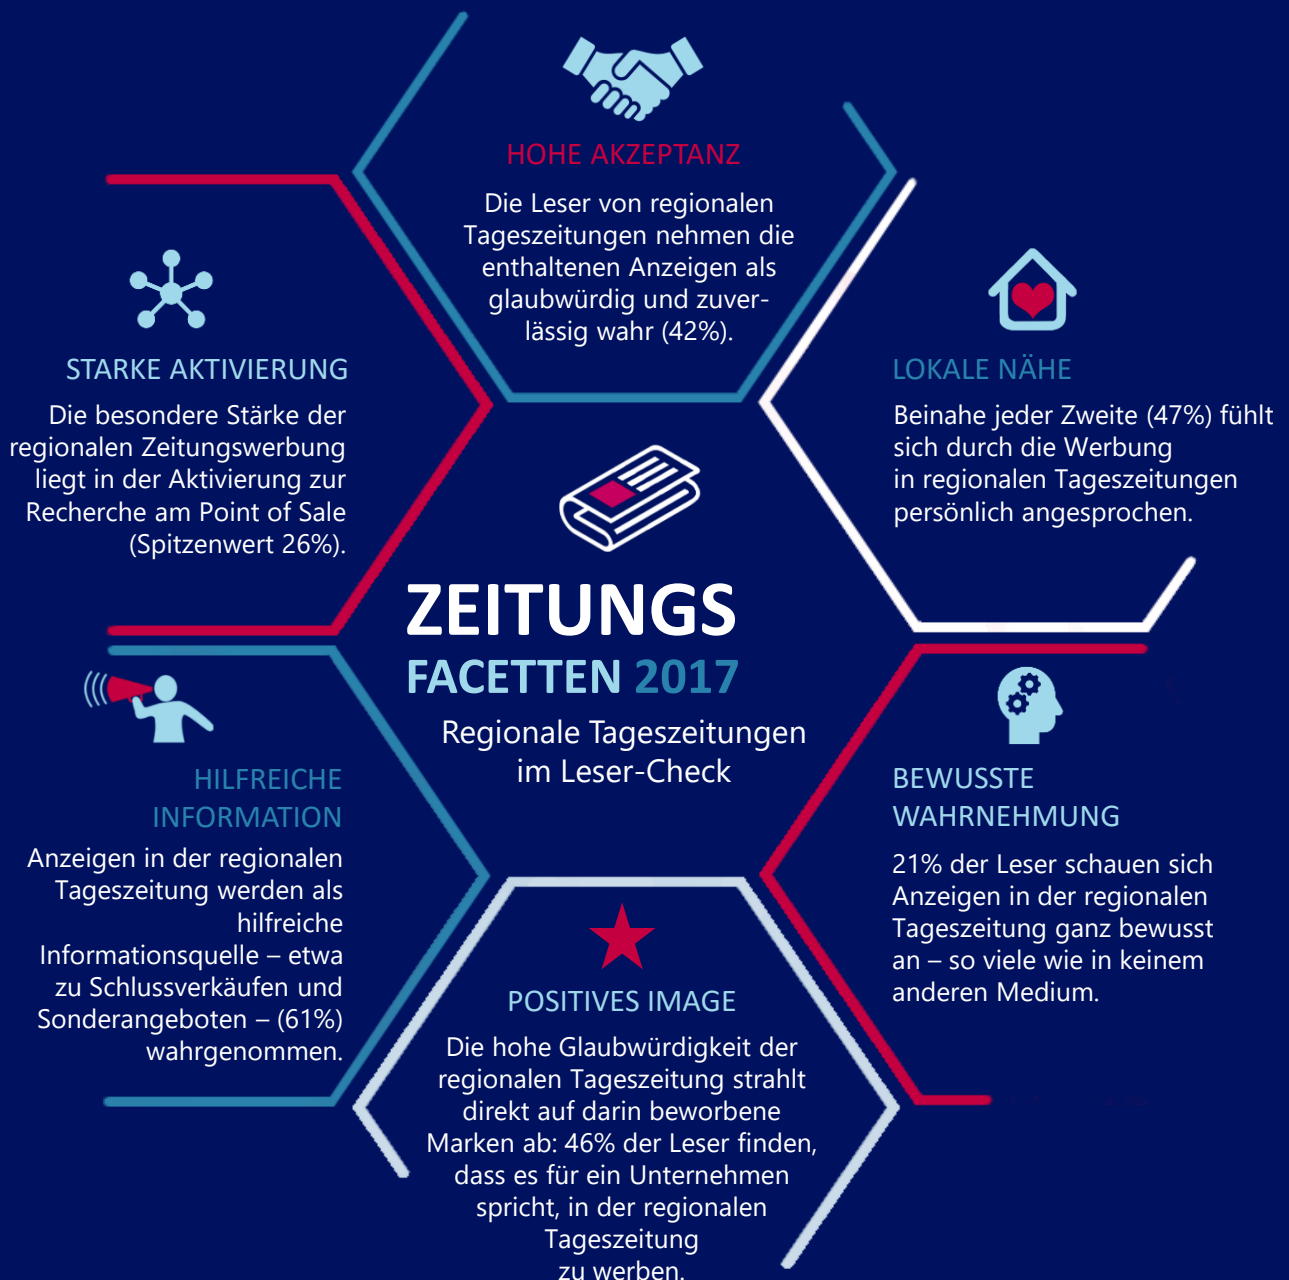 HOHE AKZEPTANZ
Die Leser von regionalen
Tageszeitungen nehmen die
enthaltenen Anzeigen als
glaubwürdig und zuver-
lässig wahr (42%).
STARKE AKTIVIERUNG
Die besondere Stärke der
regionalen Zeitungswerbung
liegt in der Aktivierung zur
Recherche am Point of Sale
(Spitzenwert 26%).
LOKALE NÄHE
Beinahe jeder Zweite (47%) fühlt
sich durch die Werbung
in regionalen Tageszeitungen
persönlich angesprochen.
ZEITUNGS
FACETTEN 2017
Regionale Tageszeitungen
im Leser-Check
HILFREICHE
INFORMATION
Anzeigen in der regionalen
Tageszeitung werden als
hilfreiche
Informationsquelle – etwa
zu Schlussverkäufen und
Sonderangeboten – (61%)
wahrgenommen.
BEWUSSTE
WAHRNEHMUNG
21% der Leser schauen sich
Anzeigen in der regionalen
Tageszeitung ganz bewusst
an – so viele wie in keinem
anderen Medium.
POSITIVES IMAGE
Die hohe Glaubwürdigkeit der
regionalen Tageszeitung strahlt
direkt auf darin beworbene
Marken ab: 46% der Leser finden,
dass es für ein Unternehmen
spricht, in der regionalen
Tageszeitung
zu werben.